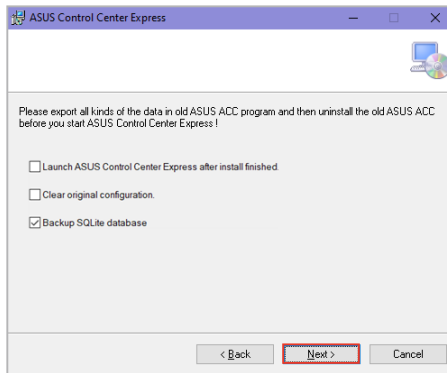 ASUS Control Center Express
Please export all kinds of the data in old ASUS ACC program and then uninstall the old ASUS ACC
before you start ASUS Control Center Express !
Launch ASUS Control Center Express after install finished.
Clear original configuration.
Backup SQLite database
< Back
Next >
Cancel